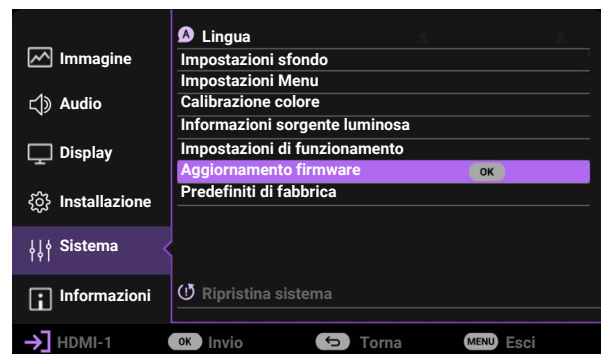 Immagine
Audio
Display
Installazione
Sistema
Informazioni
A Lingua
Impostazioni sfondo
Impostazioni Menu
Calibrazione colore
Informazioni sorgente luminosa
Impostazioni di funzionamento
Aggiornamento firmware OK
Predefiniti di fabbrica
Ripristina sistema
HDMI-1 OK Invio Torna MENU Esci